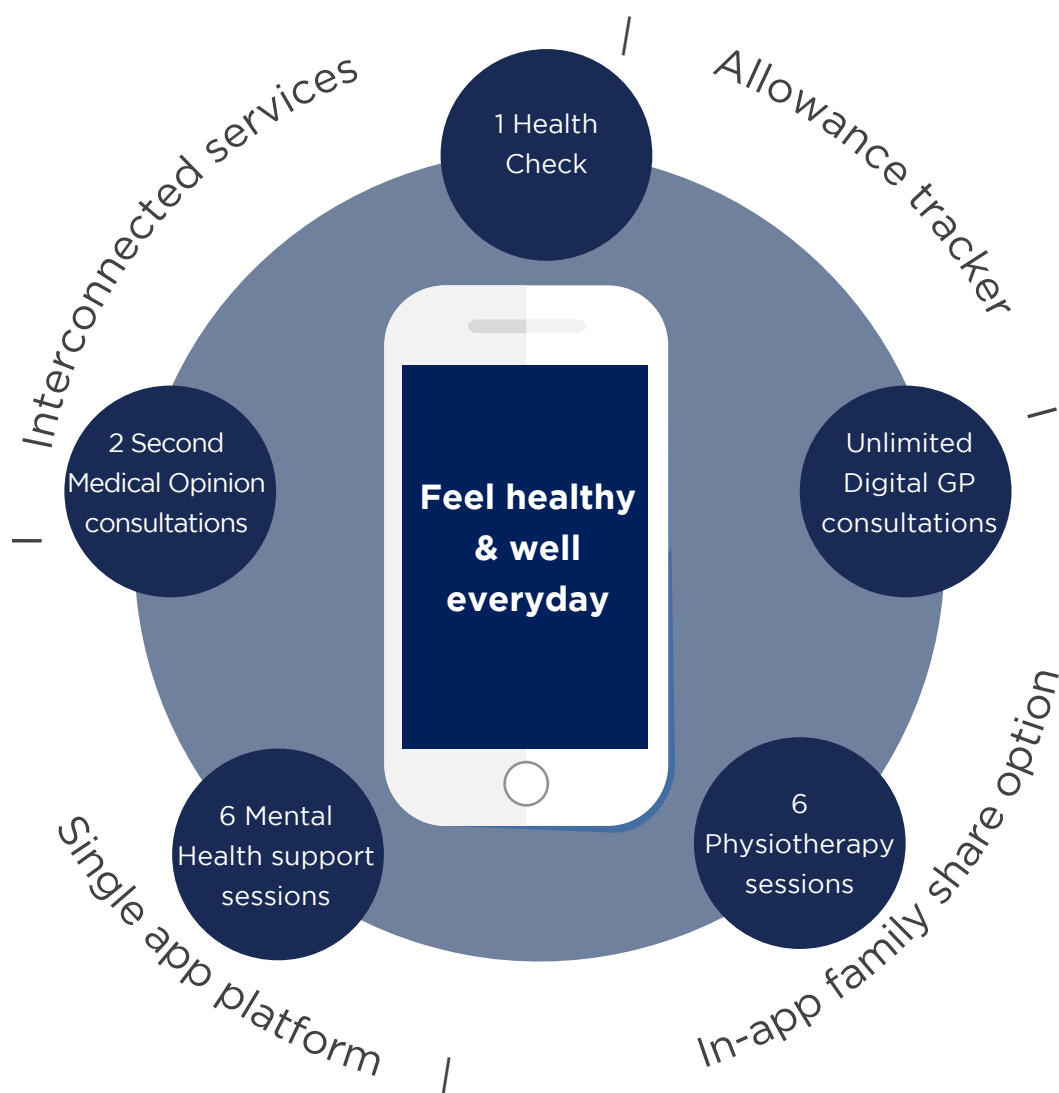 Interconnected services
Allowance tracker
1 Health
Check
2 Second
Medical Opinion
consultations
Unlimited
Digital GP
consultations
Feel healthy
& well
everyday
6 Mental
Health support
sessions
6
Physiotherapy
sessions
Single app platform
In-app family share option